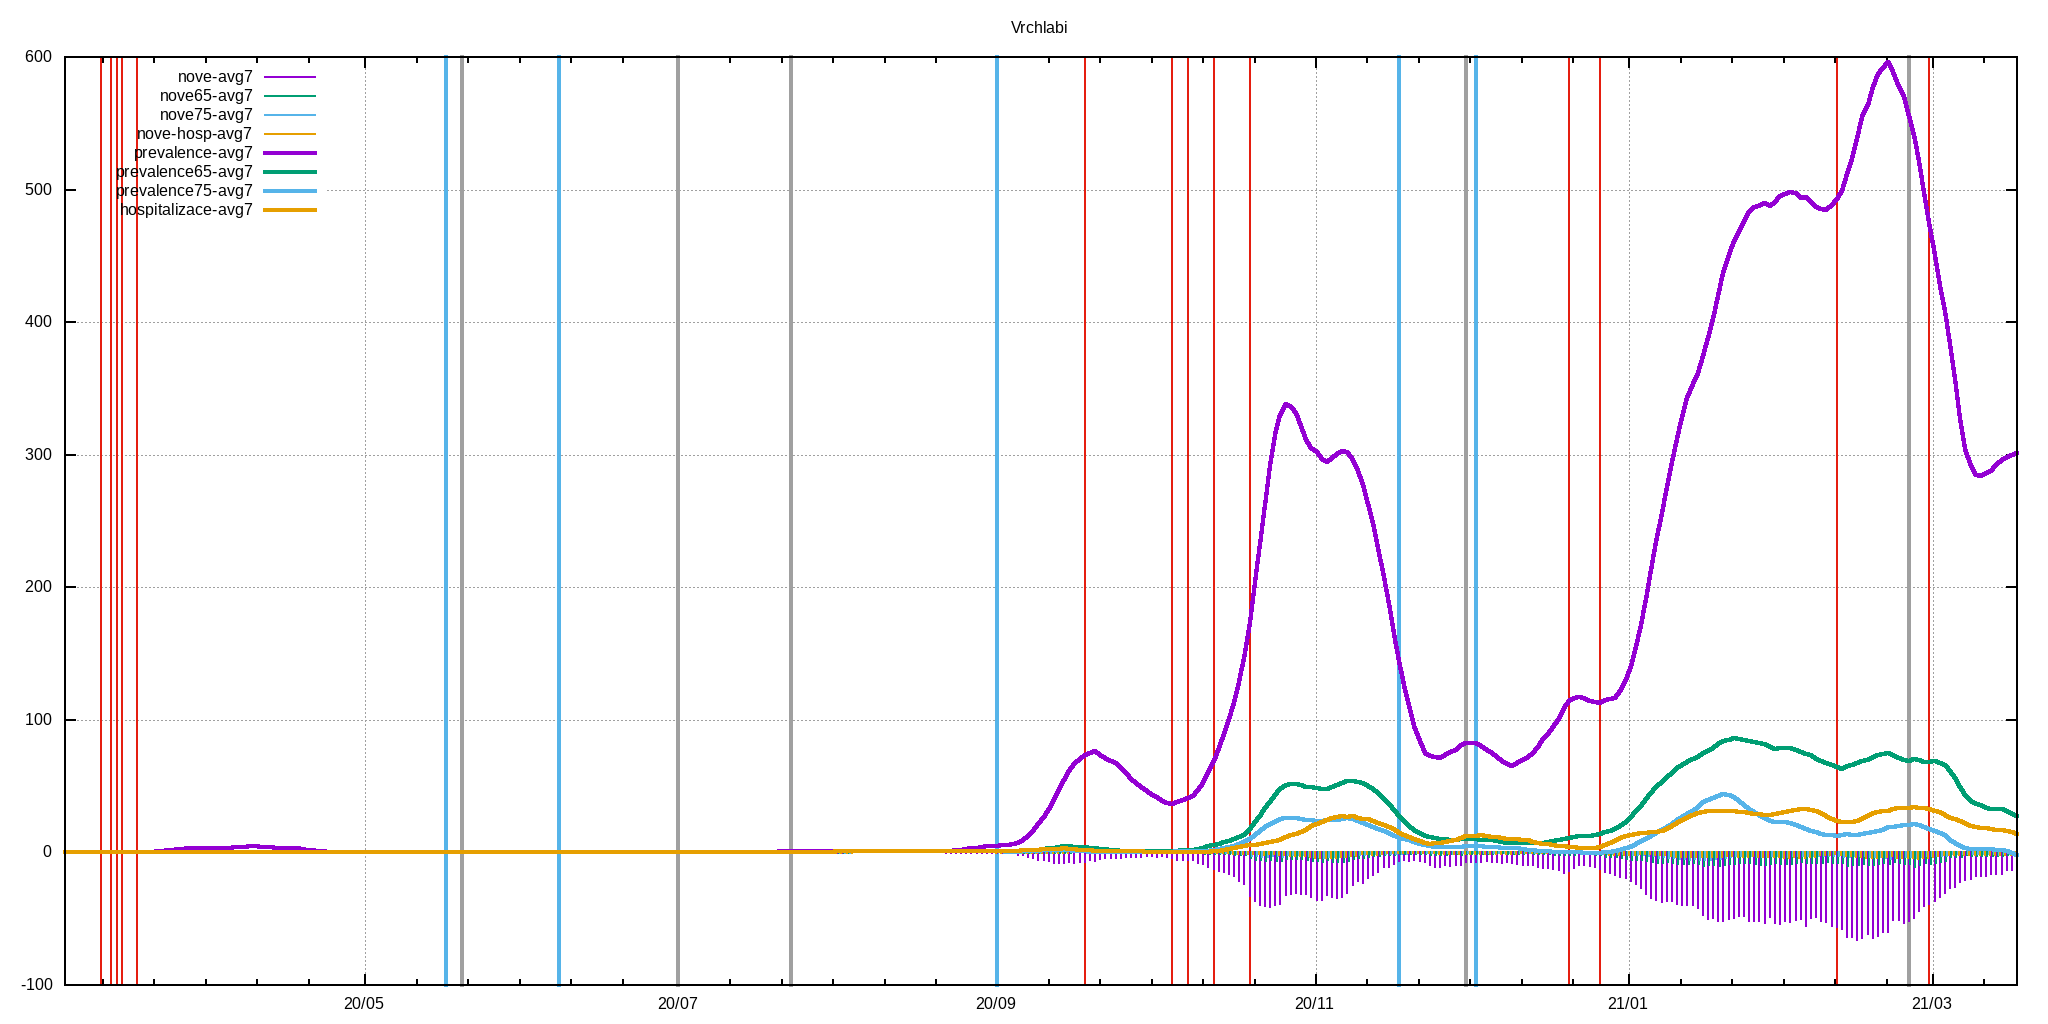 Vrchlabi
600
500
400
300
200
100
0
-100
nove-avg7
nove65-avg7
nove75-avg7
nove-hosp-avg7
prevalence-avg7
prevalence65-avg7
prevalence75-avg7
hospitalizace-avg7
20/05
20/07
20/09
20/11
21/01
21/03